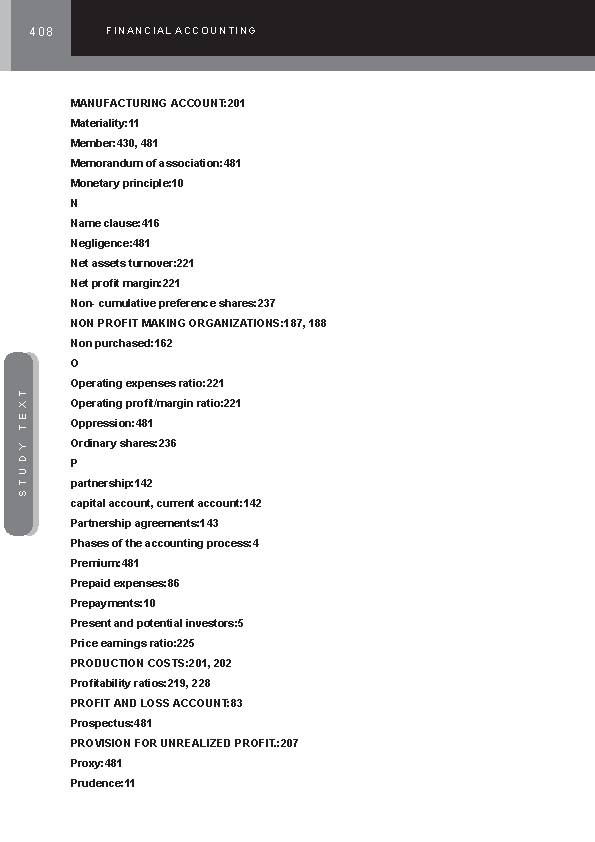 408
FINANCIAL ACCOUNTING
MANUFACTURING ACCOUNT:201
Materiality:11
Member:430, 481
Memorandum of association:481
Monetary principle:10
N
Name clause:416
Negligence:481
Net assets turnover:221
Net profit margin:221
Non- cumulative preference shares:237
NON PROFIT MAKING ORGANIZATIONS:187, 188
Non purchased:162
O
Operating expenses ratio:221
Operating profit/margin ratio:221
Oppression:481
Ordinary shares:236
P
partnership:142
capital account, current account:142
Partnership agreements:143
Phases of the accounting process:4
Premium:481
Prepaid expenses:86
Prepayments:10
Present and potential investors:5
Price earnings ratio:225
PRODUCTION COSTS:201, 202
Profitability ratios:219, 228
PROFIT AND LOSS ACCOUNT:83
Prospectus:481
PROVISION FOR UNREALIZED PROFIT.:207
Proxy:481
Prudence:11
STUDY TEXT